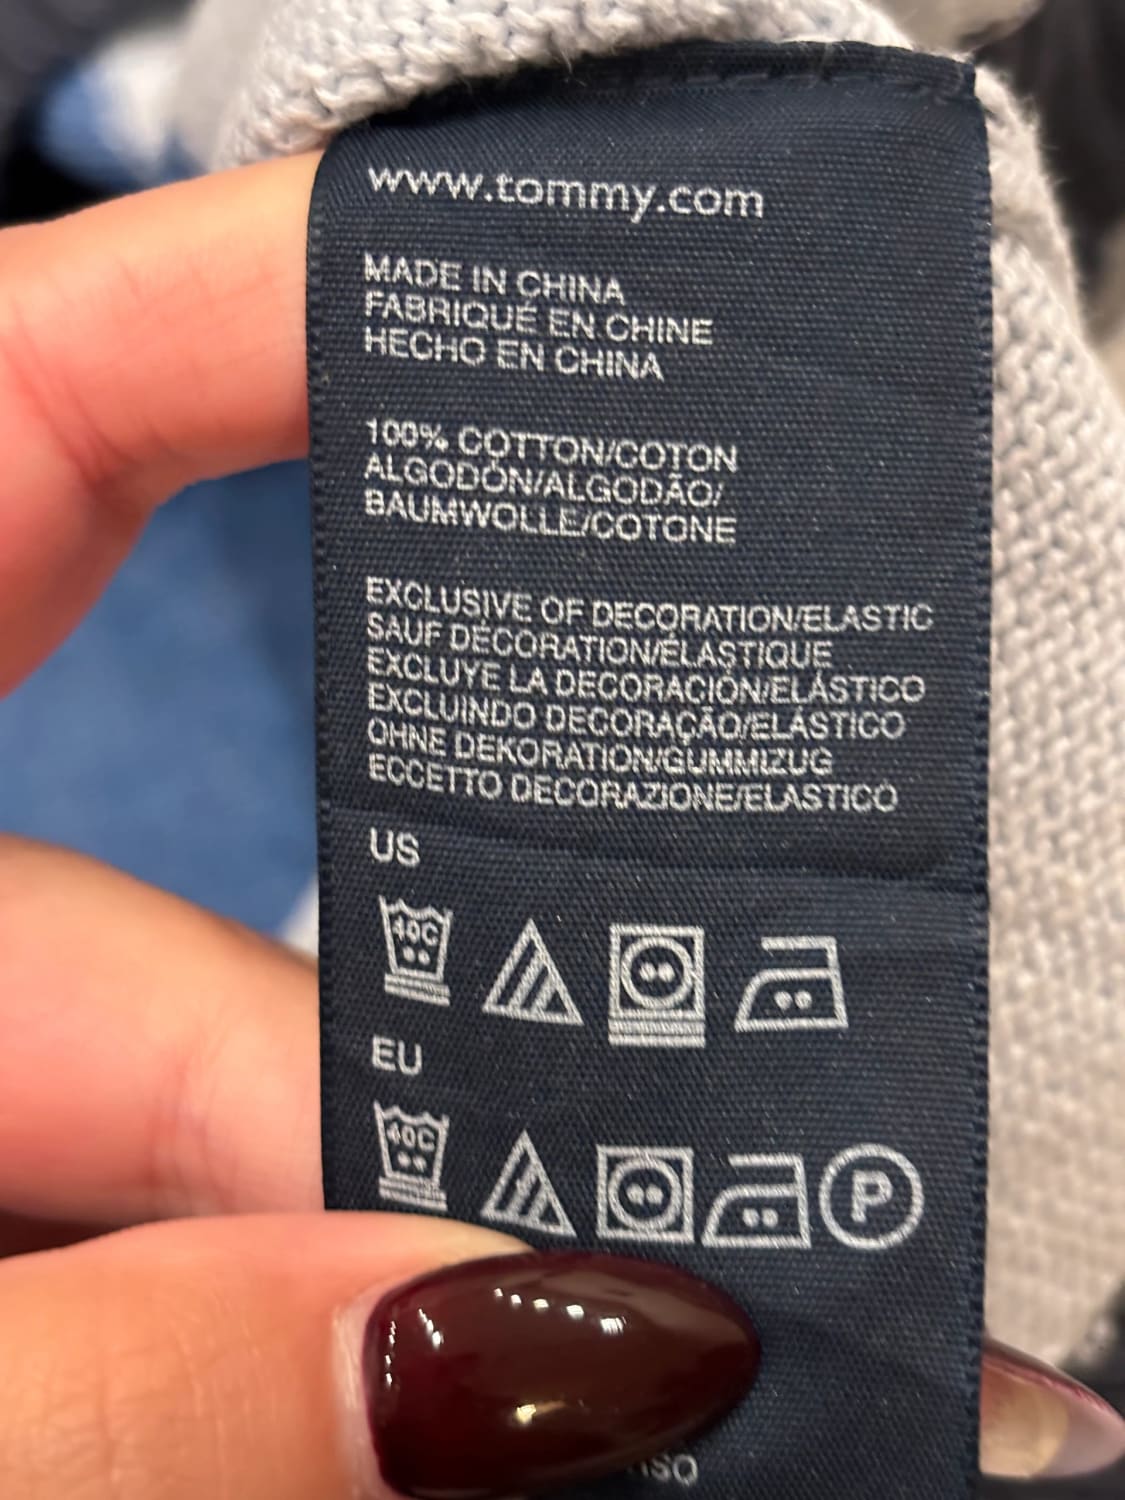 www.tommy.com
MADE IN CHINA
FABRIQUÉ EN CHINE
HECHO EN CHINA
100% COTTON/COTON
ALGODÓN/ALGODÃO/
BAUMWOLLE/COTONE
EXCLUSIVE OF DECORATION/ELASTIC
SAUF DÉCORATION/ÉLASTIQUE
EXCLUYE LA DECORACIÓN/ELÁSTICO
EXCLUINDO DECORAÇÃO/ELÁSTICO
OHNE DEKORATION/GUMMIZUG
ECCETTO DECORAZIONE/ELASTICO
US
40C
EU
40C
P